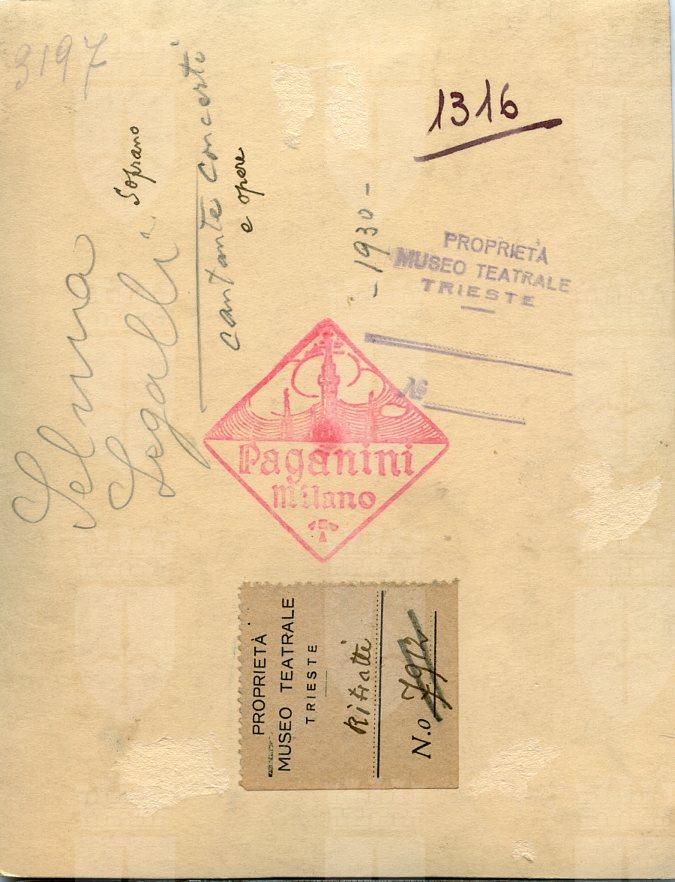 3197
Selma
Segalli
soprano
cantante concerti
e opere
-1930-
1316
PROPRIETÀ
MUSEO TEATRALE
TRIESTE
No
Paganini
Milano
PROPRIETÀ
MUSEO TEATRALE
TRIESTE
Ritratti
N.o